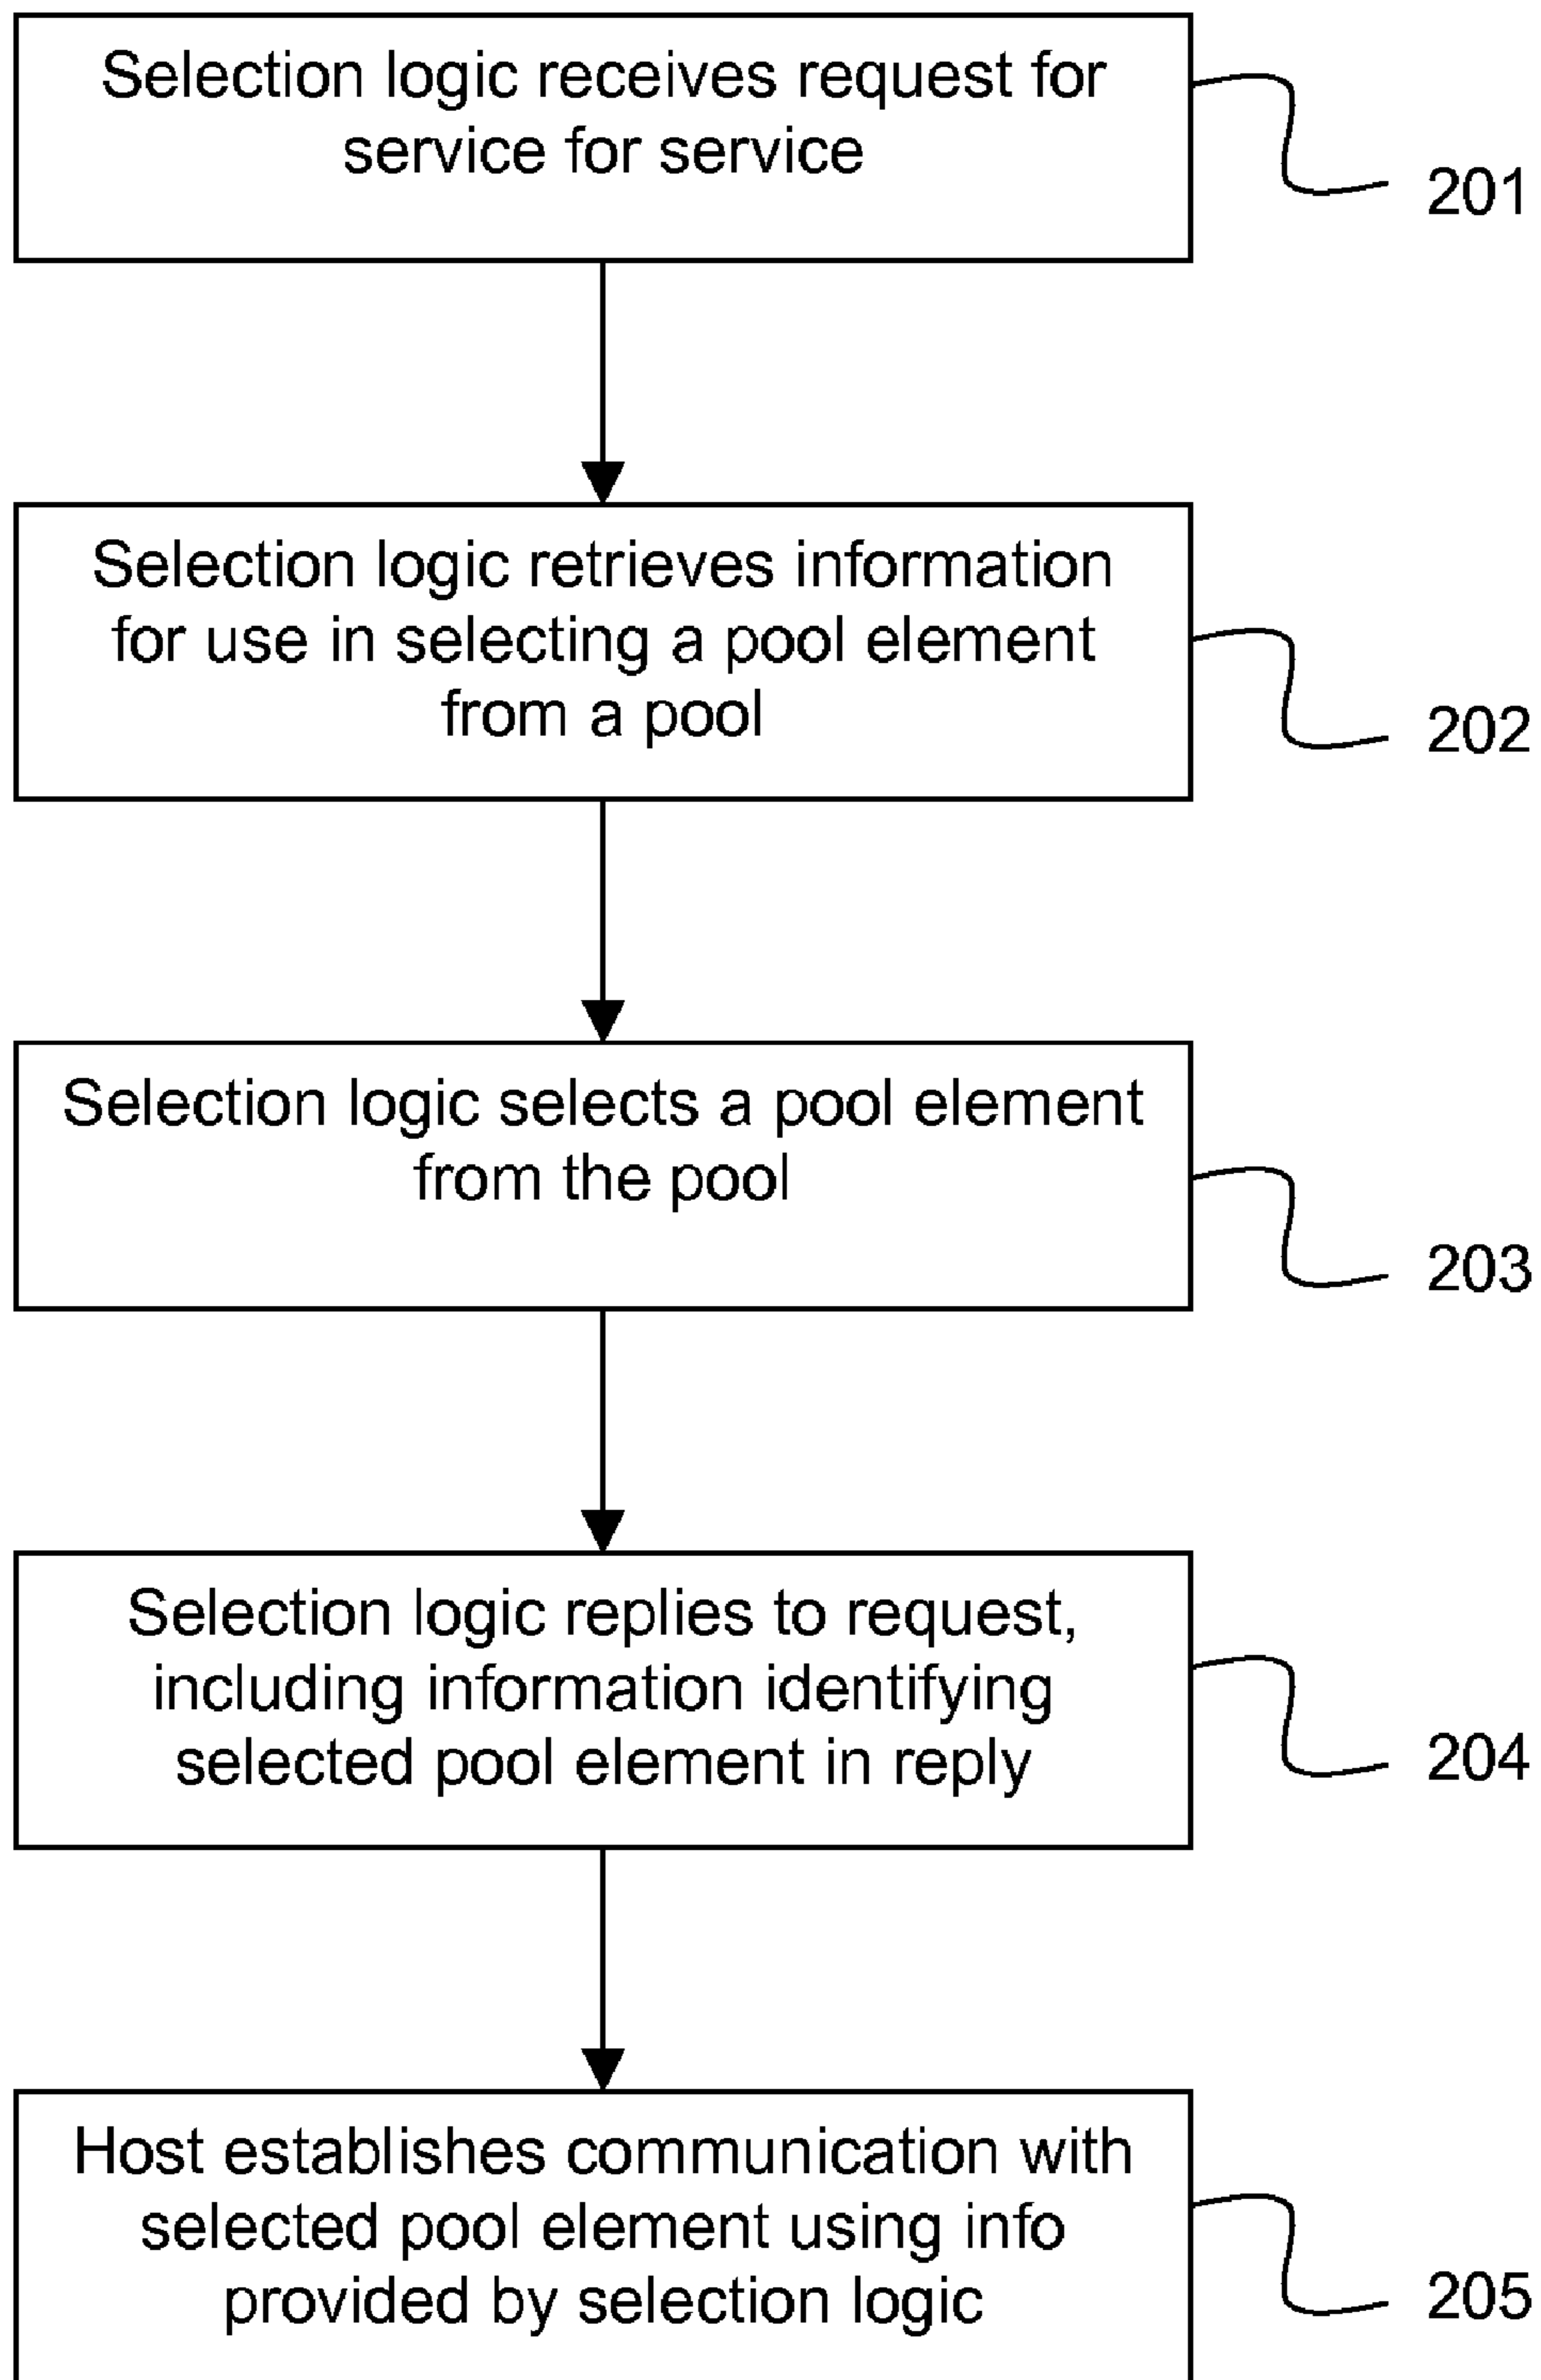 Selection logic receives request for
service for service
201
Selection logic retrieves information
for use in selecting a pool element
from a pool
202
Selection logic selects a pool element
from the pool
203
Selection logic replies to request,
including information identifying
selected pool element in reply
204
Host establishes communication with
selected pool element using info
provided by selection logic
205